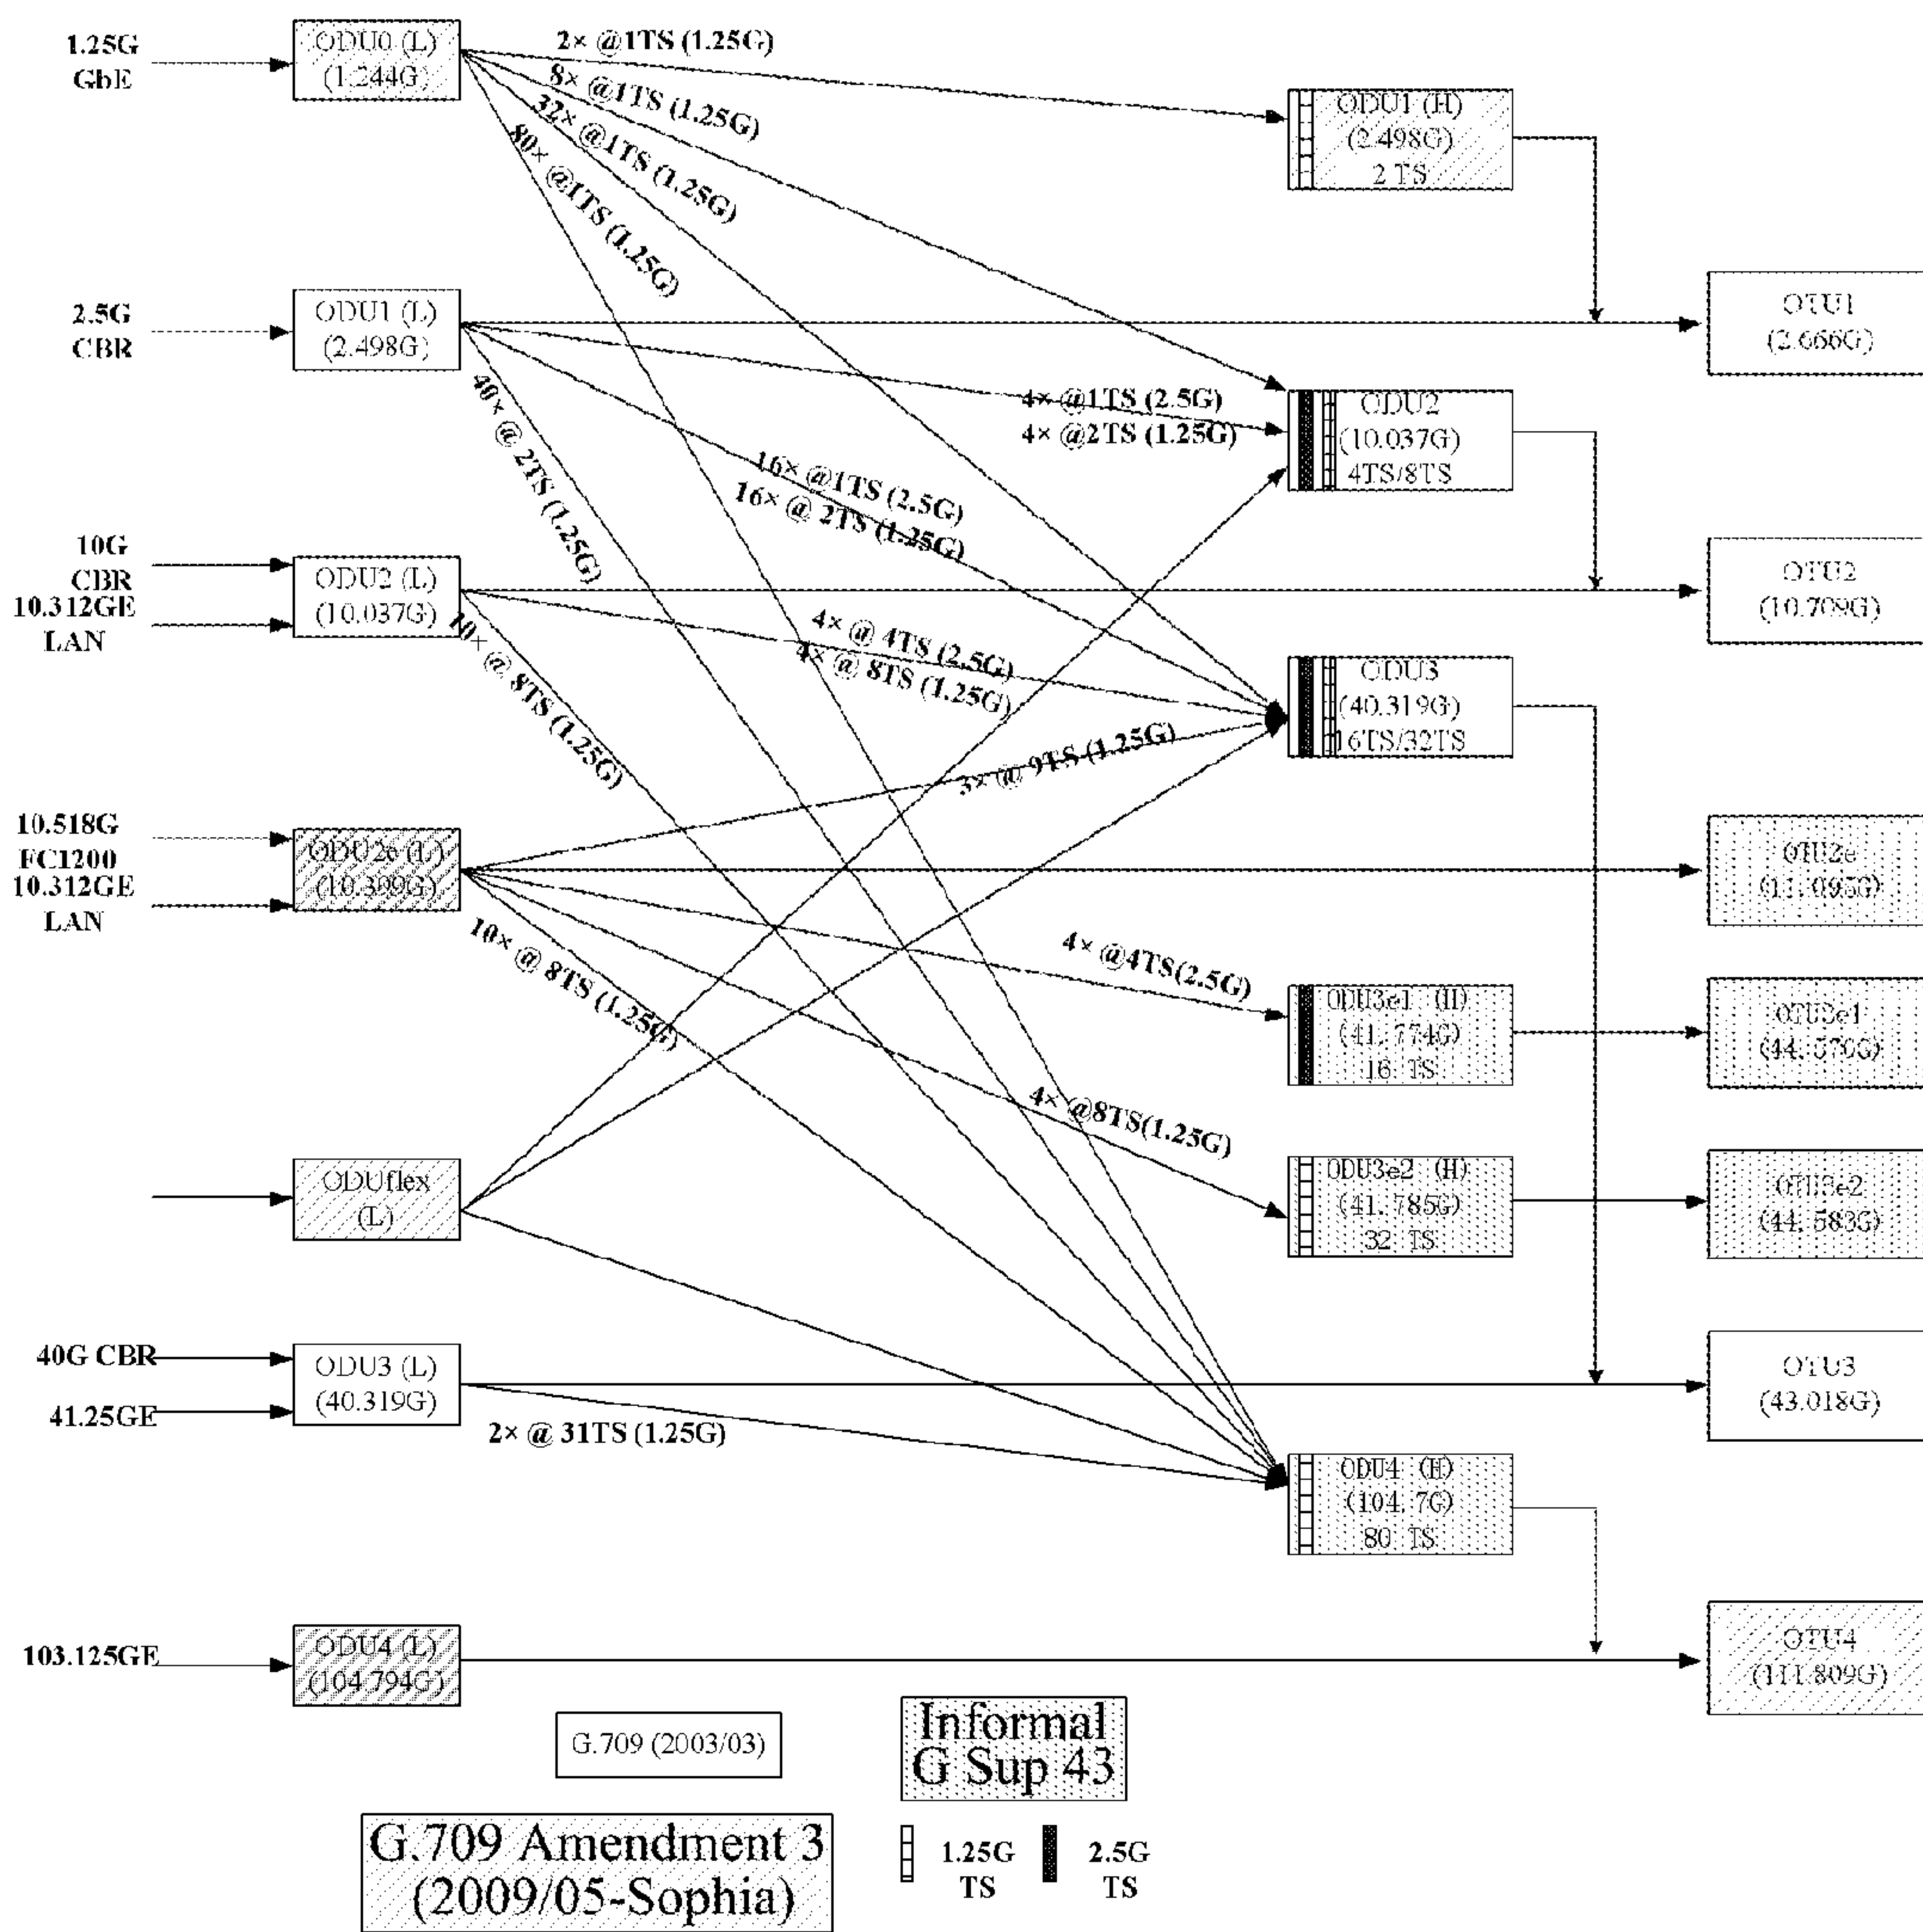 1.25G
GbE
ODU0 (L)
(1.244G)
2× @1TS (1.25G)
8× @1TS (1.25G)
32× @1TS (1.25G)
80× @1TS (1.25G)
ODU1 (H)
(2.498G)
2 TS
2.5G
CBR
ODU1 (L)
(2.498G)
OTU1
(2.666G)
4× @1TS (2.5G)
4× @2TS (1.25G)
ODU2
(10.037G)
4TS/8TS
40× @ 2TS (1.25G)
16× @1TS (2.5G)
16× @ 2TS (1.25G)
10G
CBR
10.312GE
LAN
ODU2 (L)
(10.037G)
OTU2
(10.709G)
10× @ 8TS (1.25G)
4× @ 4TS (2.5G)
4× @ 8TS (1.25G)
ODU3
(40.319G)
16TS/32TS
3× @ 9TS (1.25G)
10.518G
FC1200
10.312GE
LAN
ODU2e (L)
(10.399G)
OTU2e
(11.095G)
10× @ 8TS (1.25G)
4× @4TS(2.5G)
ODU3e1 (H)
(41.774G)
16 TS
OTU3e1
(44.570G)
4× @8TS(1.25G)
ODU3e2 (H)
(41.785G)
32 TS
OTU3e2
(44.583G)
ODUflex
(L)
40G CBR
41.25GE
ODU3 (L)
(40.319G)
2× @ 31TS (1.25G)
OTU3
(43.018G)
ODU4 (H)
(104.7G)
80 TS
103.125GE
ODU4 (L)
(104.794G)
OTU4
(111.809G)
G.709 (2003/03)
Informal
G Sup 43
G.709 Amendment 3
(2009/05-Sophia)
1.25G
TS
2.5G
TS